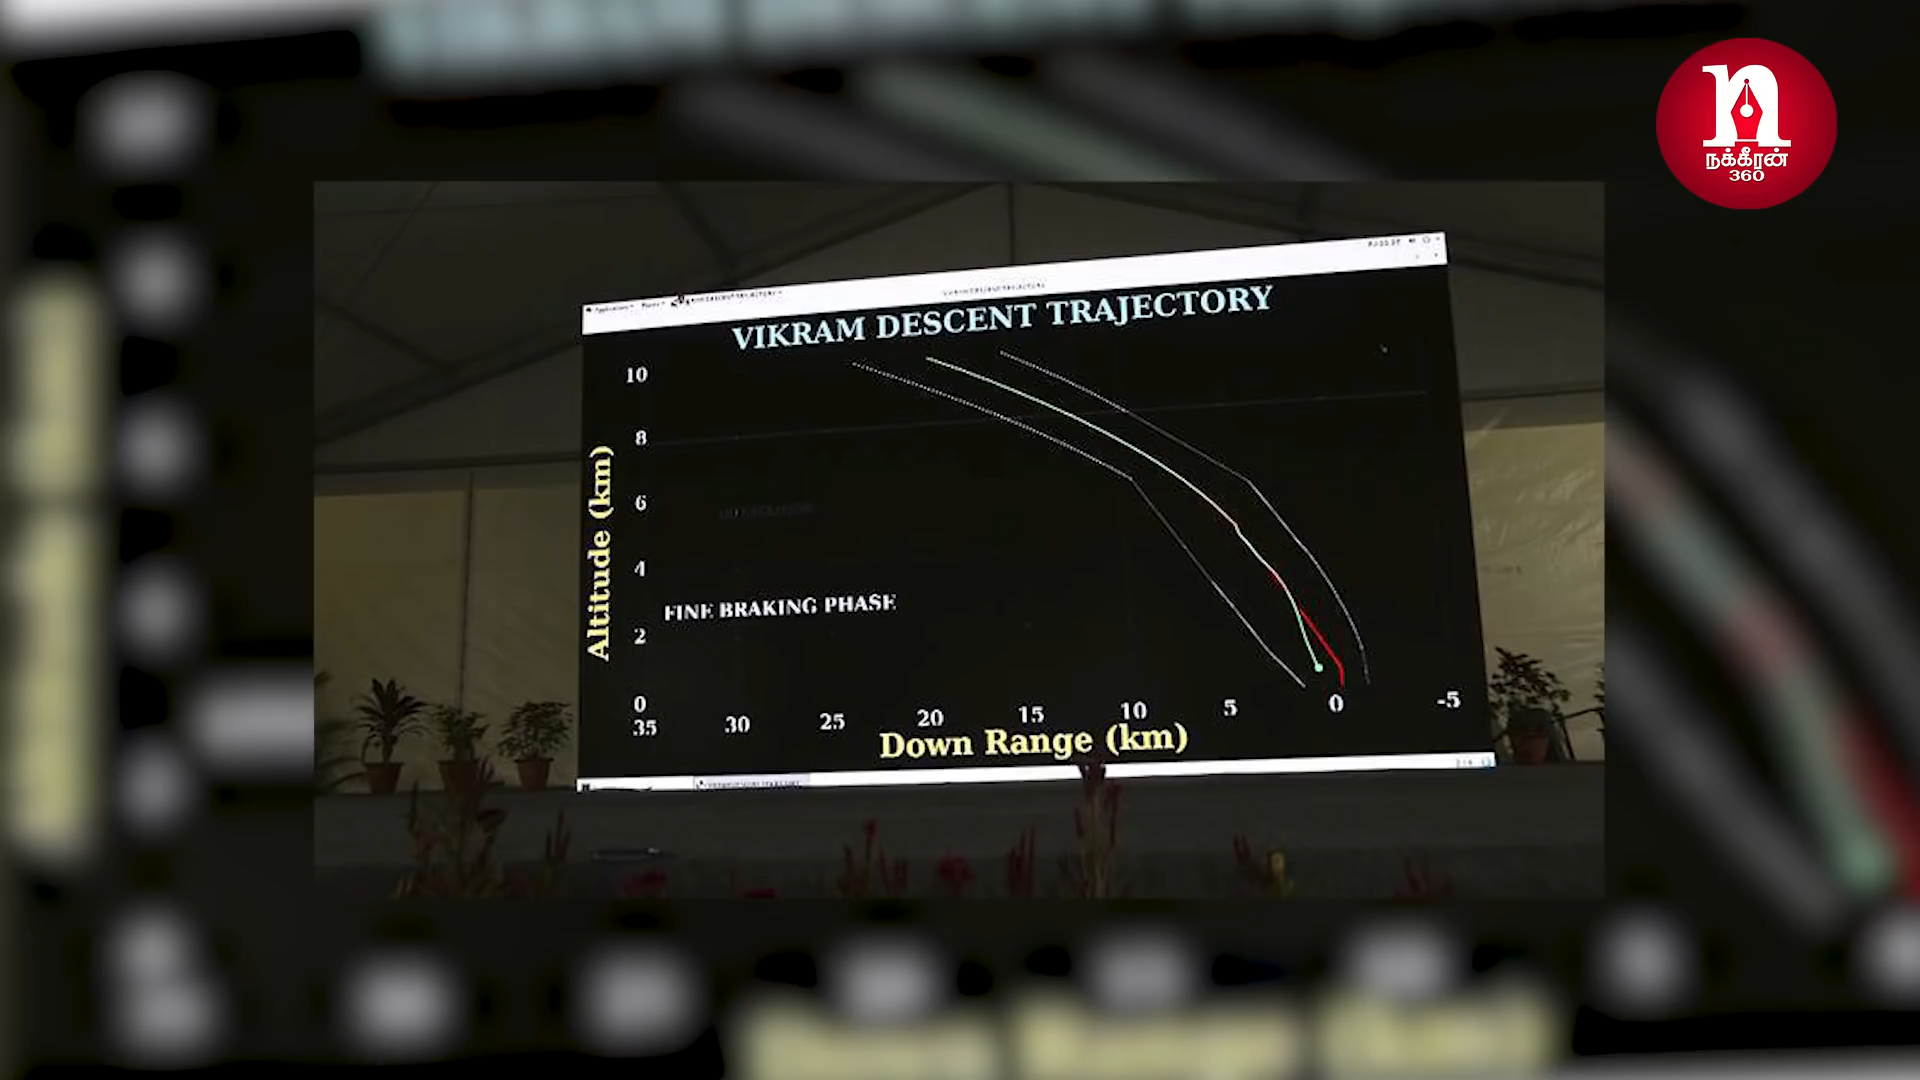 நக்கீரன்
360
VIKRAM DESCENT TRAJECTORY
10
8
6
4
2
0
Altitude (km)
FINE BRAKING PHASE
35 30 25 20 15 10 5 0 -5
Down Range (km)